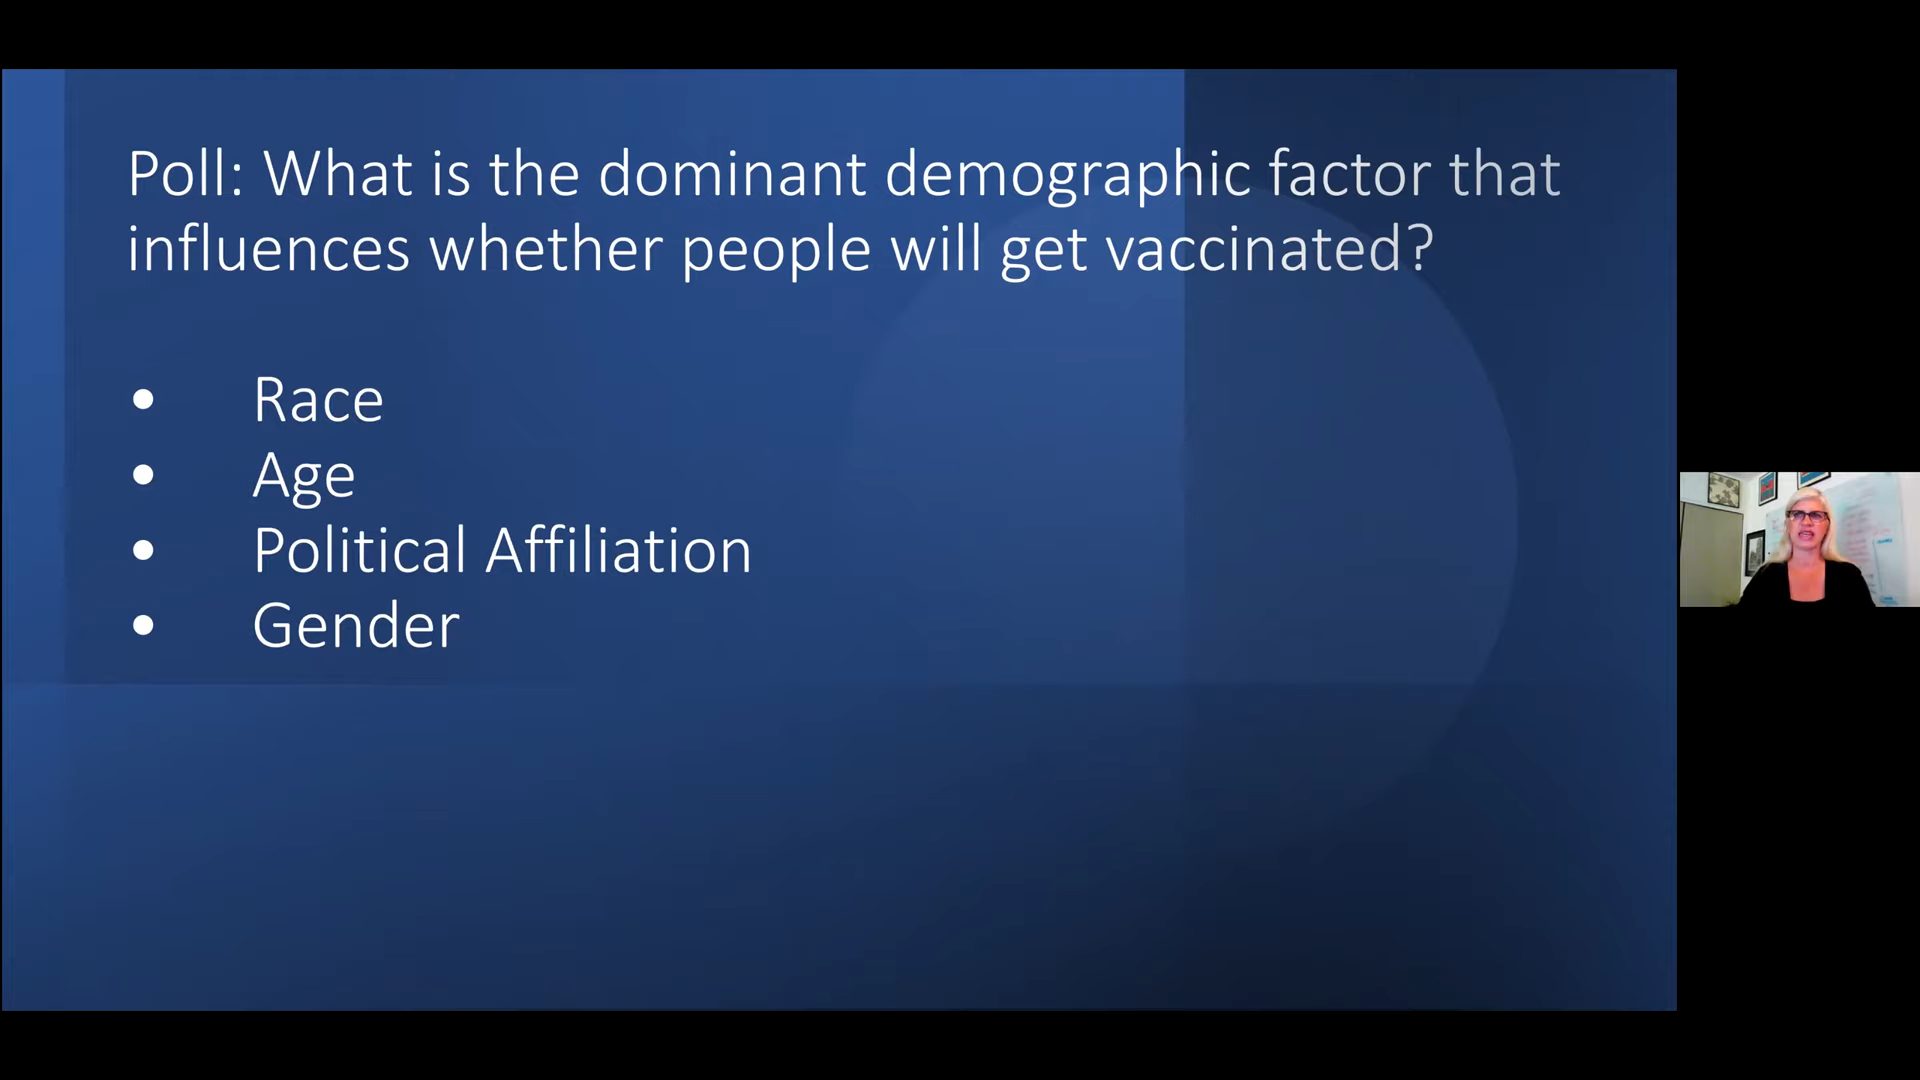 Poll: What is the dominant demographic factor that
influences whether people will get vaccinated?
• Race
• Age
• Political Affiliation
• Gender